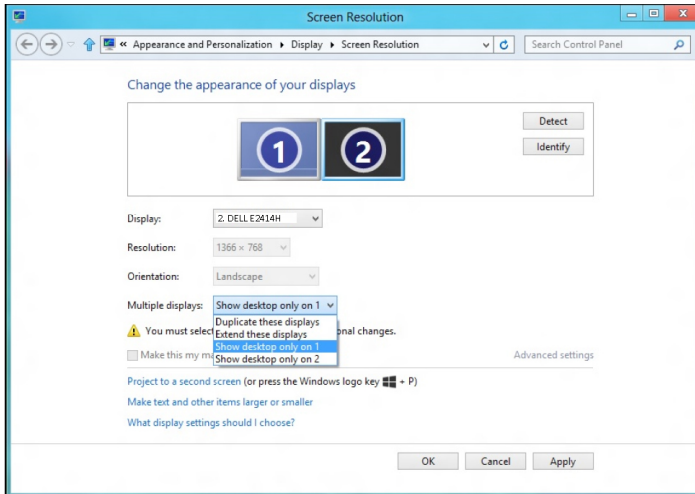 Screen Resolution
« Appearance and Personalization ▸ Display ▸ Screen Resolution
Search Control Panel
Change the appearance of your displays
1
2
Detect
Identify
Display:
2. DELL E2414H
Resolution:
1366 × 768
Orientation:
Landscape
Multiple displays:
Show desktop only on 1
Duplicate these displays
Extend these displays
Show desktop only on 1
Show desktop only on 2
You must selec
onal changes.
Make this my m
Advanced settings
Project to a second screen (or press the Windows logo key + P)
Make text and other items larger or smaller
What display settings should I choose?
OK
Cancel
Apply